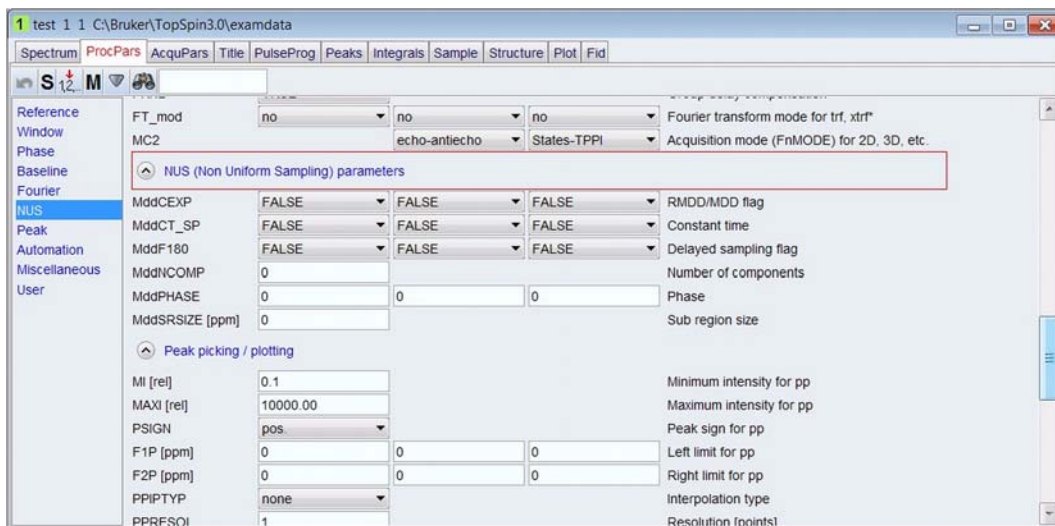 1 test 1 1 C:\Bruker\TopSpin3.0\examdata
Spectrum ProcPars AcquPars Title PulseProg Peaks Integrals Sample Structure Plot Fid
S 1,2,.. M
Reference
Window
Phase
Baseline
Fourier
NUS
Peak
Automation
Miscellaneous
User
TRUE Group delay compensation
FT_mod no no no Fourier transform mode for trf, xtrf*
MC2 echo-antiecho States-TPPI Acquisition mode (FnMODE) for 2D, 3D, etc.
NUS (Non Uniform Sampling) parameters
MddCEXP FALSE FALSE FALSE RMDD/MDD flag
MddCT_SP FALSE FALSE FALSE Constant time
MddF180 FALSE FALSE FALSE Delayed sampling flag
MddNCOMP 0 Number of components
MddPHASE 0 0 0 Phase
MddSRSIZE [ppm] 0 Sub region size
Peak picking / plotting
MI [rel] 0.1 Minimum intensity for pp
MAXI [rel] 10000.00 Maximum intensity for pp
PSIGN pos. Peak sign for pp
F1P [ppm] 0 0 0 Left limit for pp
F2P [ppm] 0 0 0 Right limit for pp
PPIPTYP none Interpolation type
PPRESOL 1 Resolution [points]